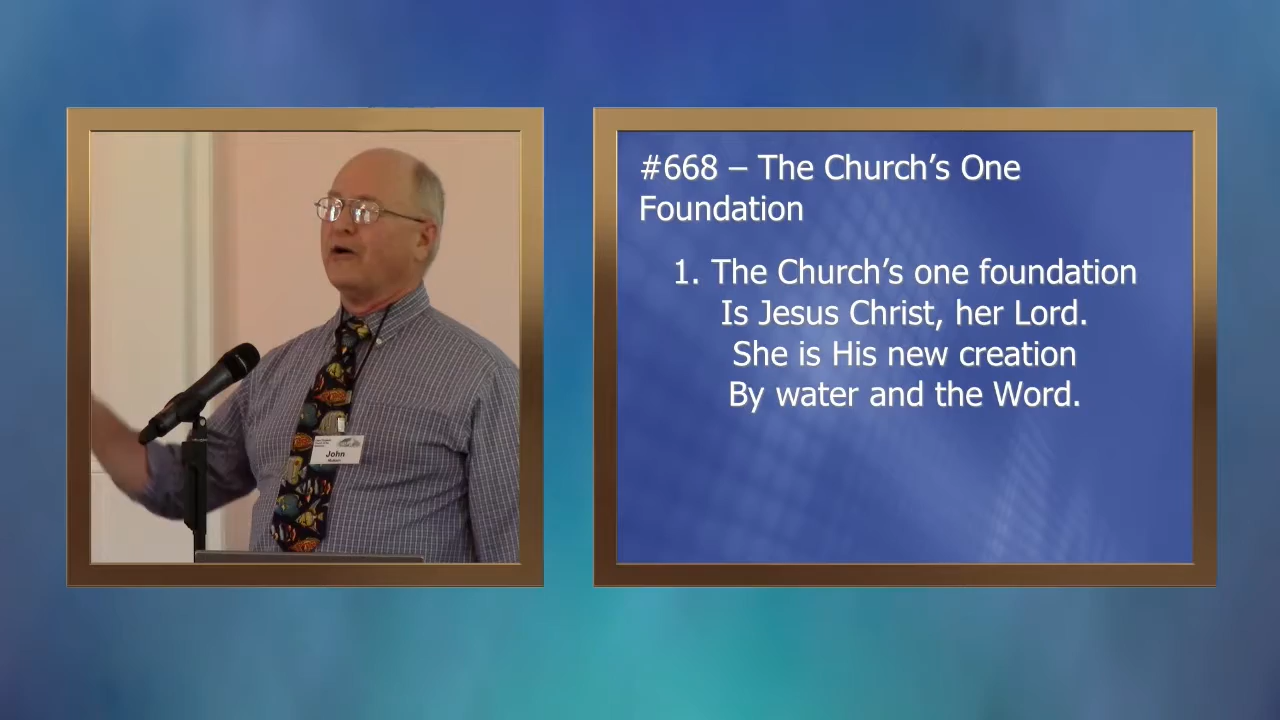 John
#668 – The Church’s One
Foundation
1. The Church’s one foundation
Is Jesus Christ, her Lord.
She is His new creation
By water and the Word.